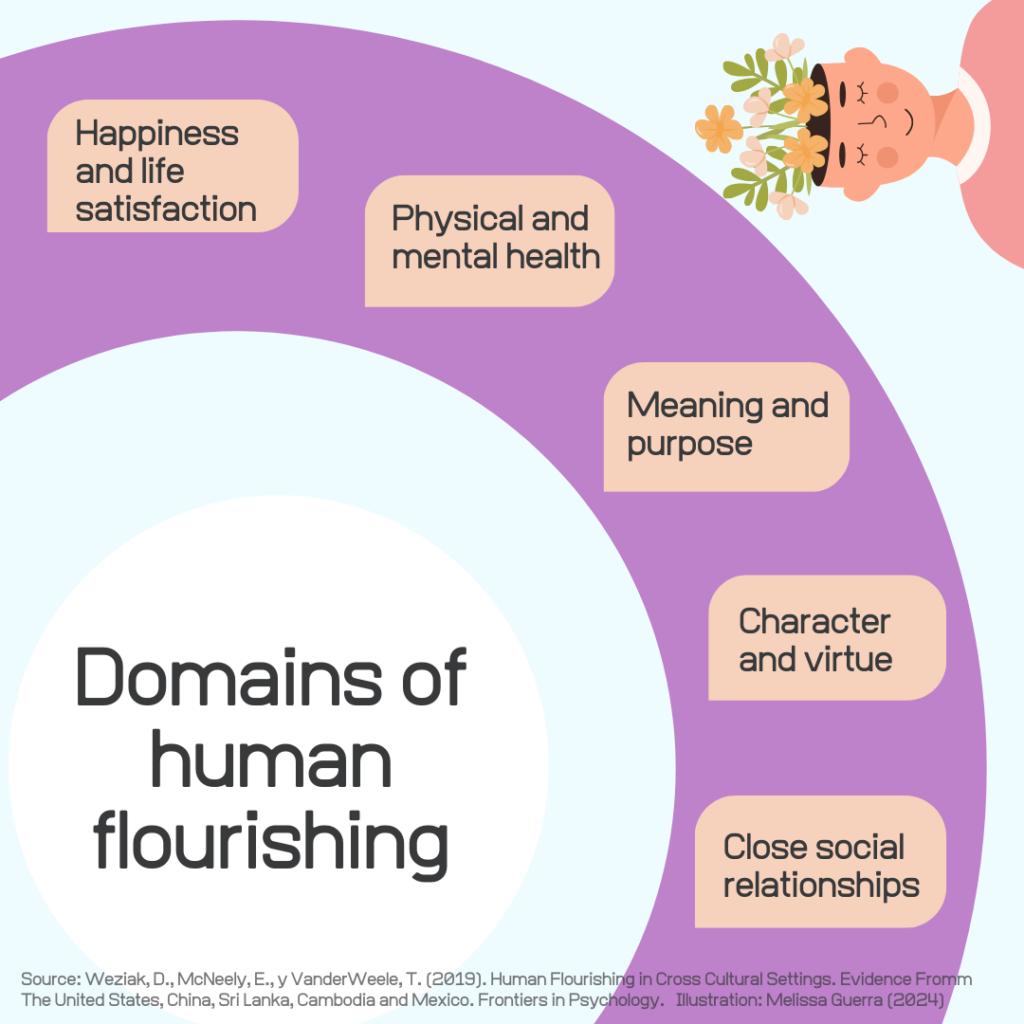 Happiness
and life
satisfaction
Physical and
mental health
Meaning and
purpose
Character
and virtue
Close social
relationships
Domains of
human
flourishing
Source: Weziak, D., McNeely, E., y VanderWeele, T. (2019). Human Flourishing in Cross Cultural Settings. Evidence Fromm
The United States, China, Sri Lanka, Cambodia and Mexico. Frontiers in Psychology. Illustration: Melissa Guerra (2024)